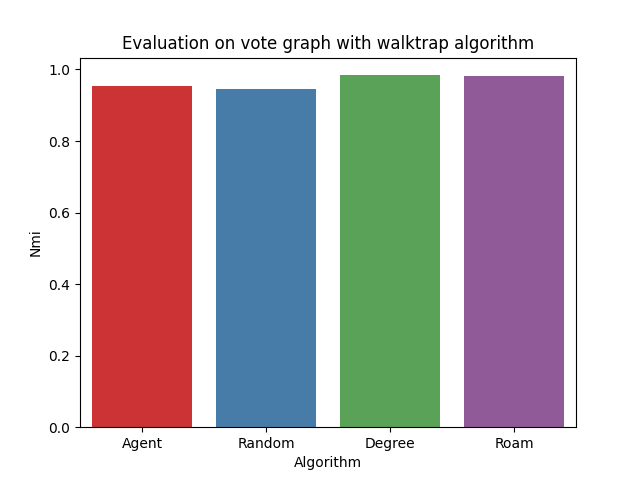 Evaluation on vote graph with walktrap algorithm
1.0
0.8
0.6
0.4
0.2
0.0
Nmi
Agent Random Degree Roam
Algorithm